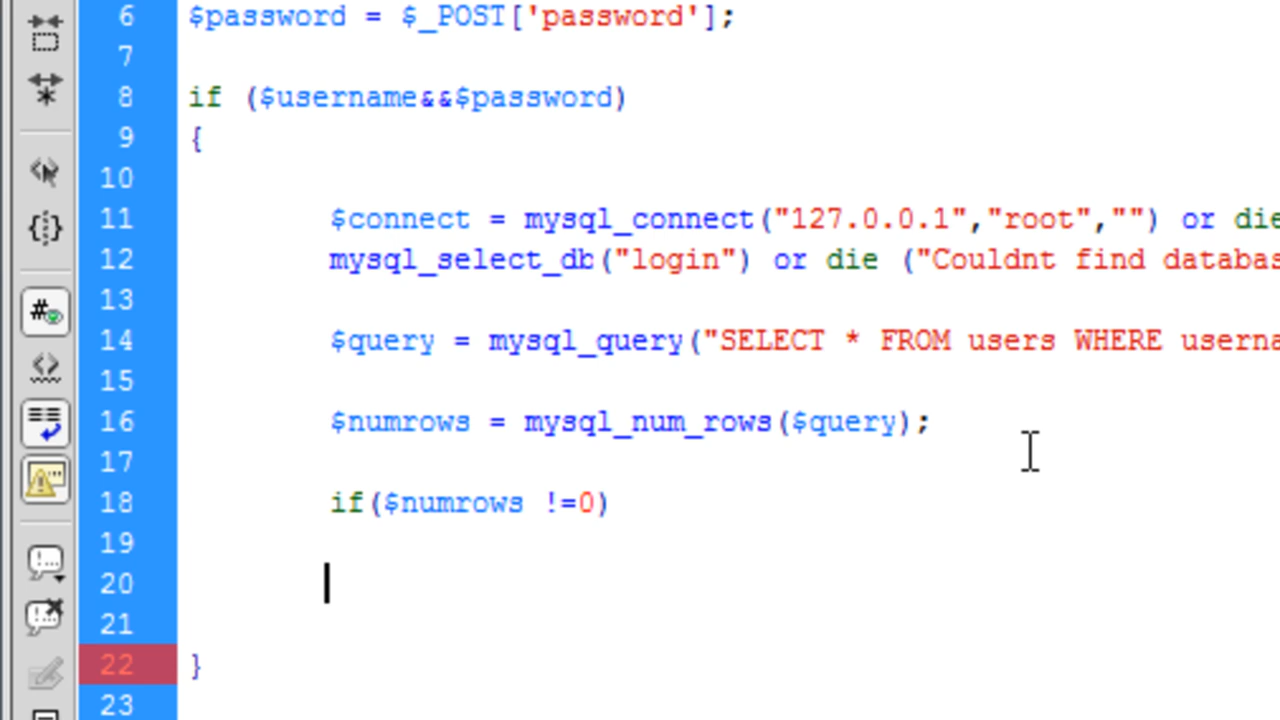 6 $password = $_POST['password'];
7
8 if ($username&&$password)
9 {
10
11 $connect = mysql_connect("127.0.0.1","root","") or die
12 mysql_select_db("login") or die ("Couldnt find databas
13
14 $query = mysql_query("SELECT * FROM users WHERE userna
15
16 $numrows = mysql_num_rows($query);
17
18 if($numrows !=0)
19
20
21
22 }
23